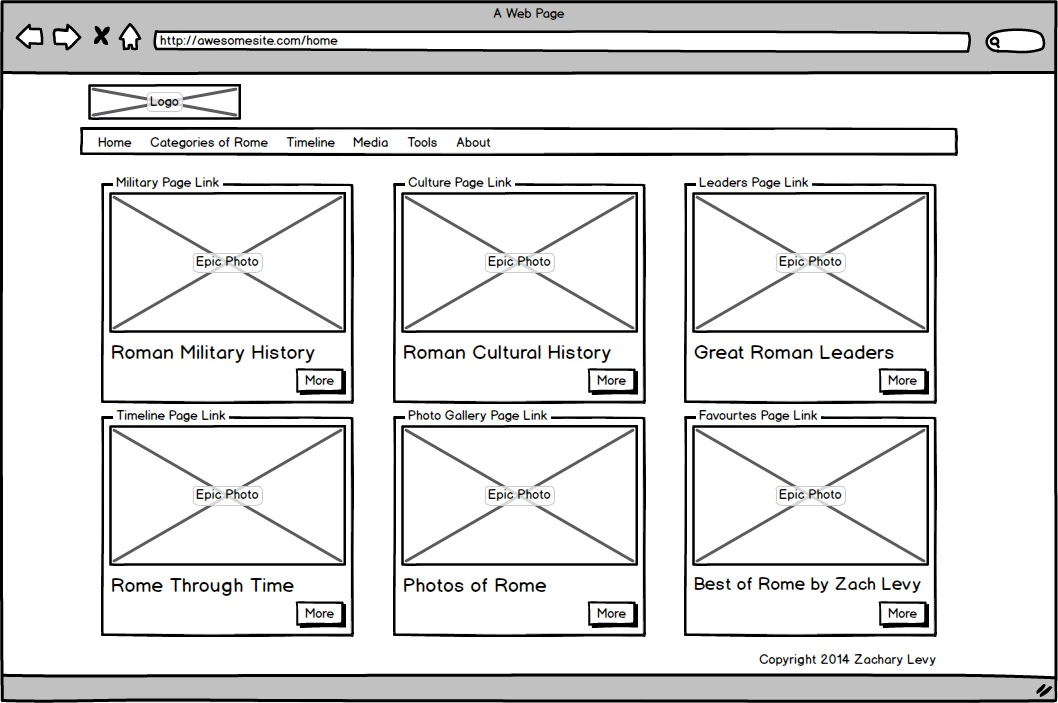 A Web Page
http://awesomesite.com/home
Logo
Home Categories of Rome Timeline Media Tools About
Military Page Link Culture Page Link Leaders Page Link
Epic Photo Epic Photo Epic Photo
Roman Military History Roman Cultural History Great Roman Leaders
More More More
Timeline Page Link Photo Gallery Page Link Favourtes Page Link
Epic Photo Epic Photo Epic Photo
Rome Through Time Photos of Rome Best of Rome by Zach Levy
More More More
Copyright 2014 Zachary Levy